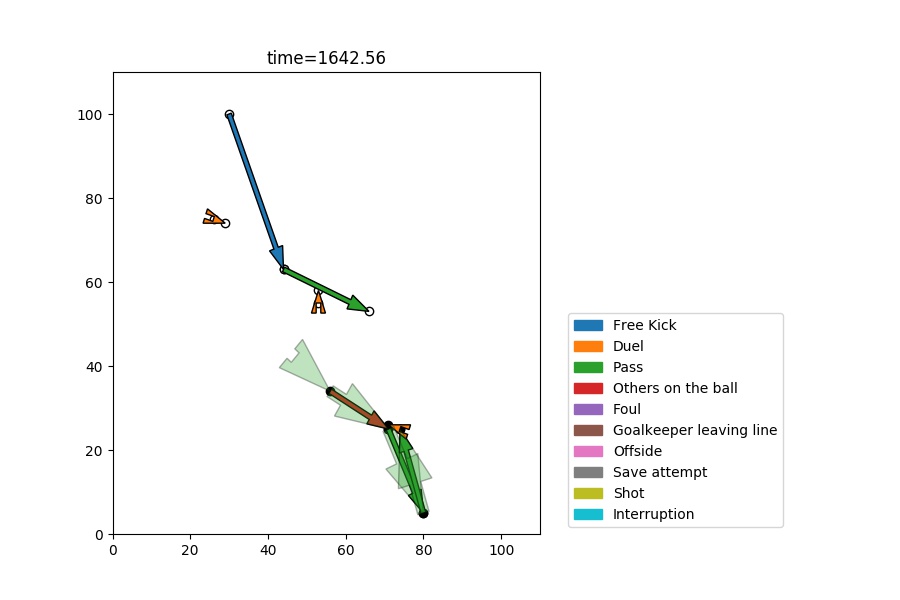 time=1642.56
100
80
60
40
20
0
0 20 40 60 80 100
Free Kick
Duel
Pass
Others on the ball
Foul
Goalkeeper leaving line
Offside
Save attempt
Shot
Interruption